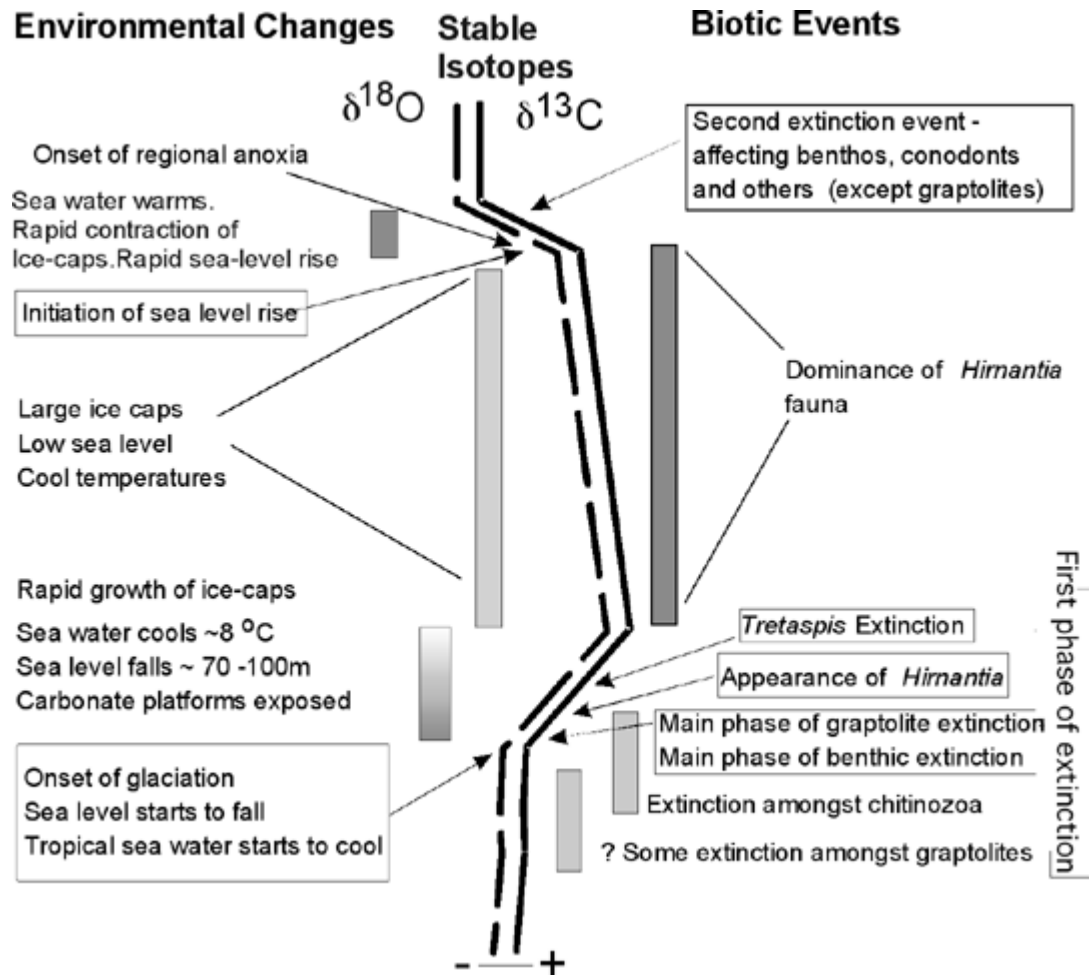 Environmental Changes
Stable
Isotopes
Biotic Events
δ18O
δ13C
Onset of regional anoxia
Sea water warms.
Rapid contraction of
Ice-caps.Rapid sea-level rise
Initiation of sea level rise
Large ice caps
Low sea level
Cool temperatures
Rapid growth of ice-caps
Sea water cools ~8 ºC
Sea level falls ~ 70 -100m
Carbonate platforms exposed
Onset of glaciation
Sea level starts to fall
Tropical sea water starts to cool
Second extinction event -
affecting benthos, conodonts
and others (except graptolites)
Dominance of Hirnantia
fauna
Tretaspis Extinction
Appearance of Hirnantia
Main phase of graptolite extinction
Main phase of benthic extinction
Extinction amongst chitinozoa
? Some extinction amongst graptolites
First phase of extinction
- +